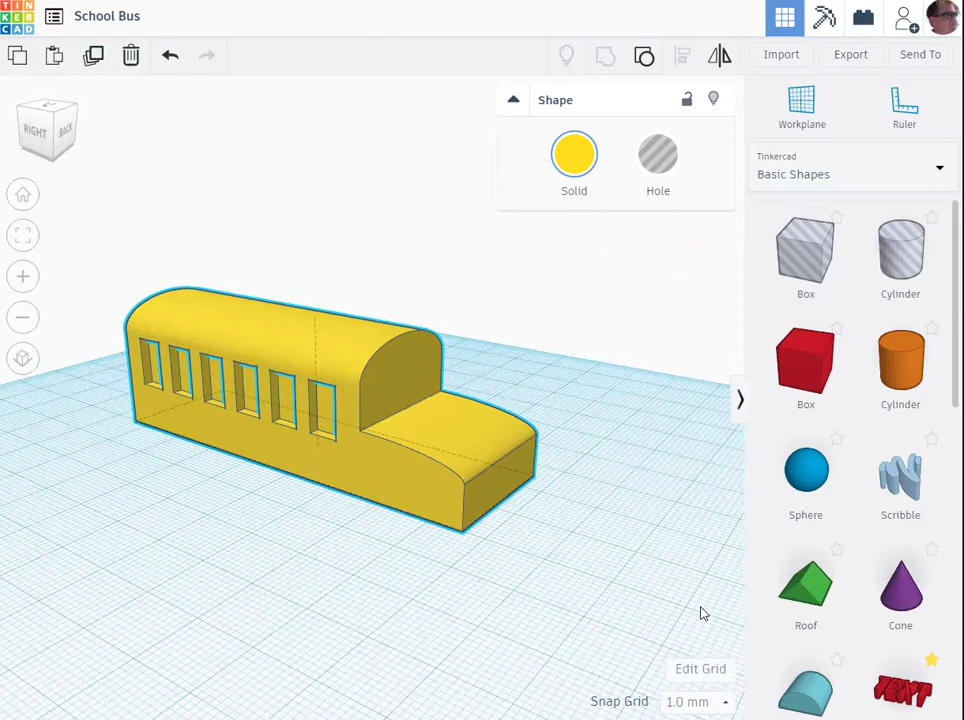 TIN
KER
CAD
School Bus
Import
Export
Send To
RIGHT
BACK
Shape
Solid
Hole
Workplane
Ruler
Tinkercad
Basic Shapes
Box
Cylinder
Box
Cylinder
Sphere
Scribble
Roof
Cone
TEXT
Edit Grid
Snap Grid
1.0 mm